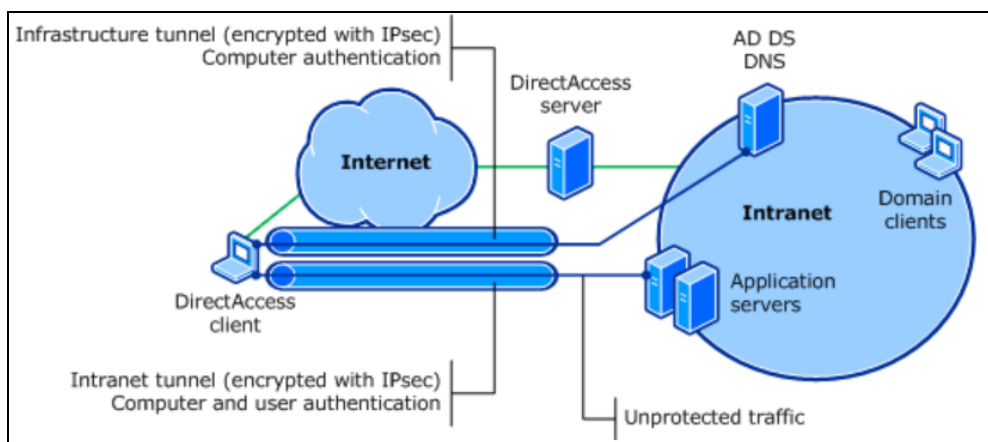 Infrastructure tunnel (encrypted with IPsec)
Computer authentication
AD DS
DNS
DirectAccess
server
Internet
Intranet
Domain
clients
DirectAccess
client
Application
servers
Intranet tunnel (encrypted with IPsec)
Computer and user authentication
Unprotected traffic